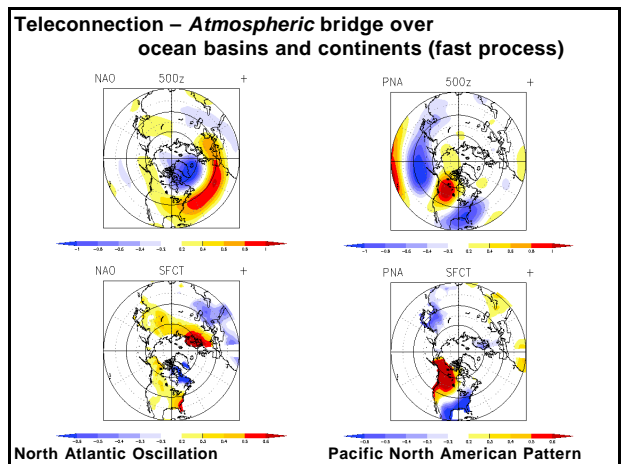 Teleconnection – Atmospheric bridge over
ocean basins and continents (fast process)
NAO 500z +
PNA 500z +
NAO SFCT +
PNA SFCT +
North Atlantic Oscillation
Pacific North American Pattern